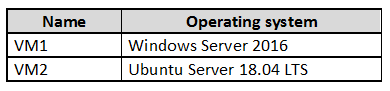 Name Operating system
VM1 Windows Server 2016
VM2 Ubuntu Server 18.04 LTS